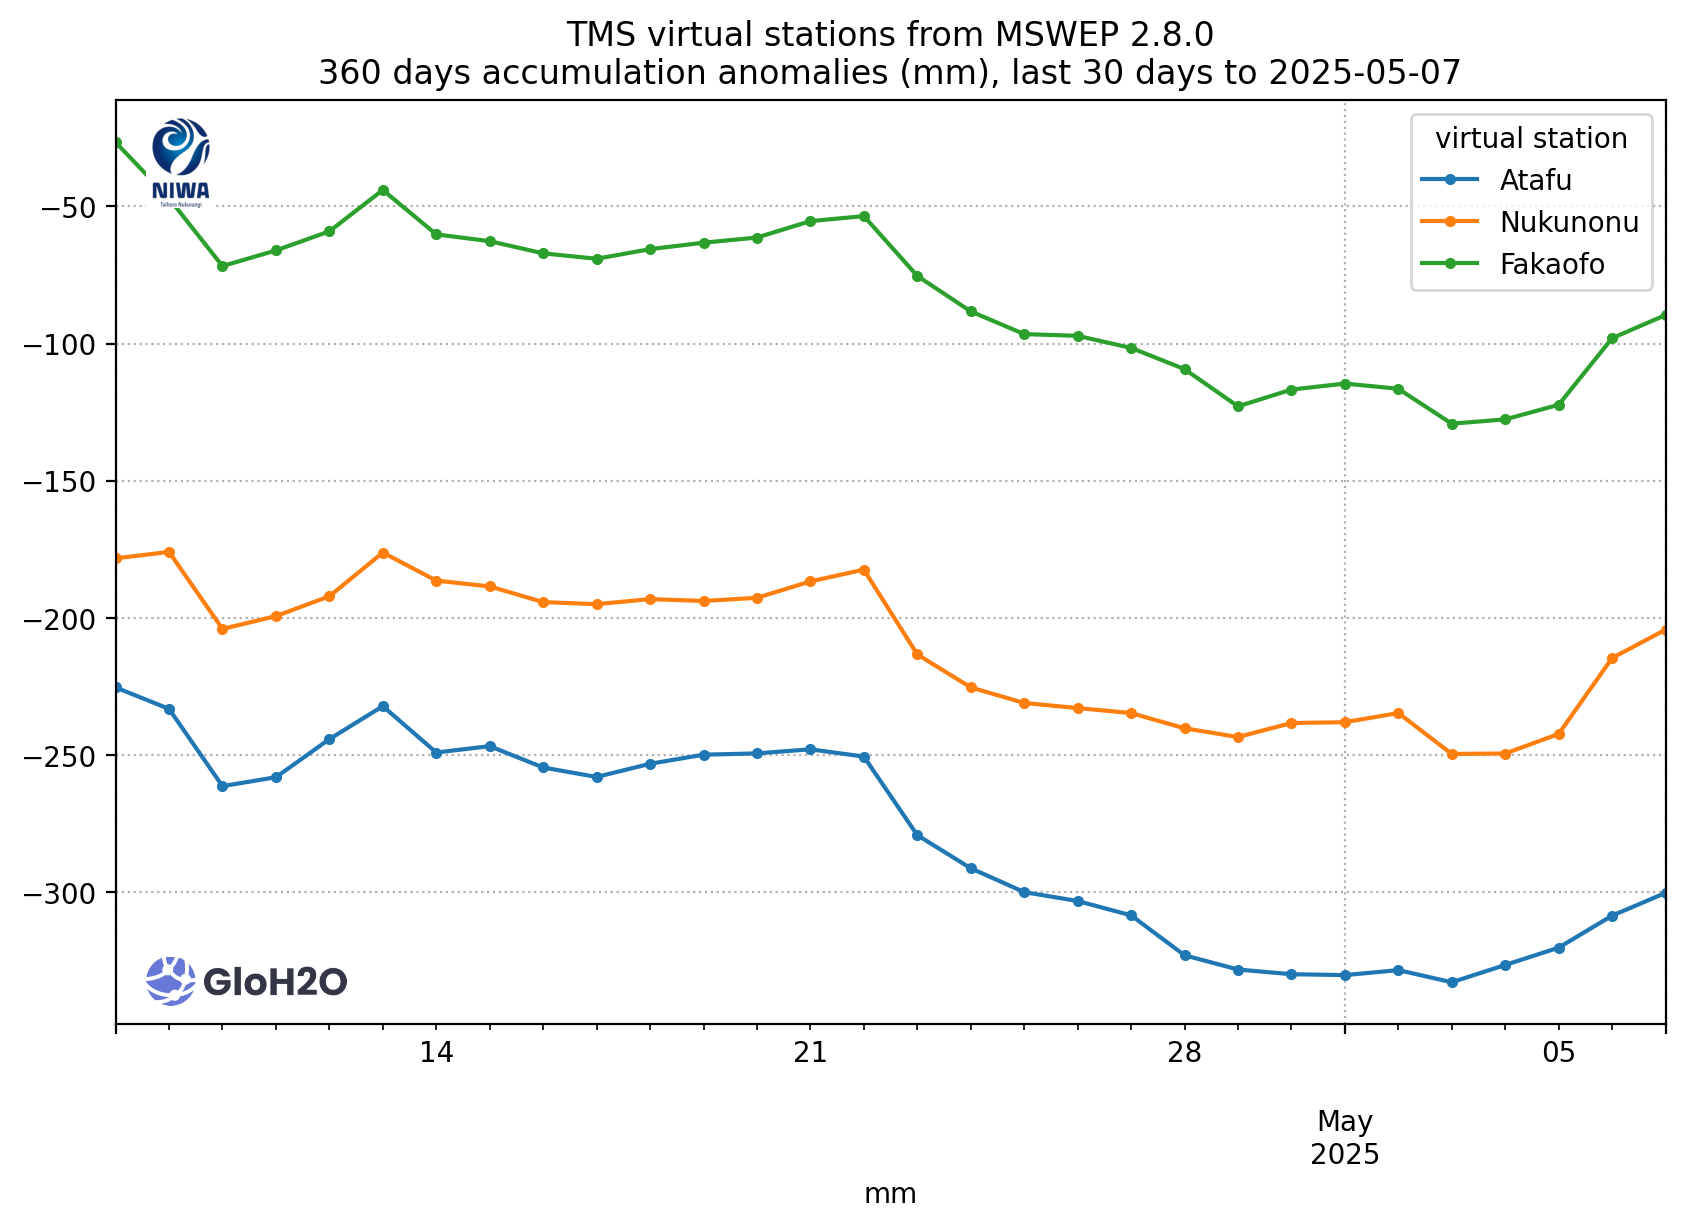 TMS virtual stations from MSWEP 2.8.0
360 days accumulation anomalies (mm), last 30 days to 2025-05-07
NIWA
Taihoro Nukurangi
virtual station
Atafu
Nukunonu
Fakaofo
−50
−100
−150
−200
−250
−300
GloH2O
14 21 28 05
May
2025
mm